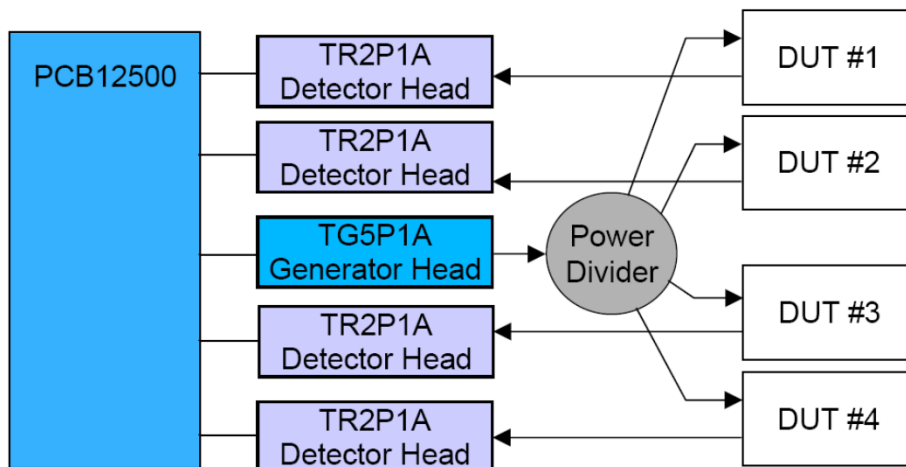 PCB12500
TR2P1A
Detector Head
TR2P1A
Detector Head
TG5P1A
Generator Head
TR2P1A
Detector Head
TR2P1A
Detector Head
Power
Divider
DUT #1
DUT #2
DUT #3
DUT #4